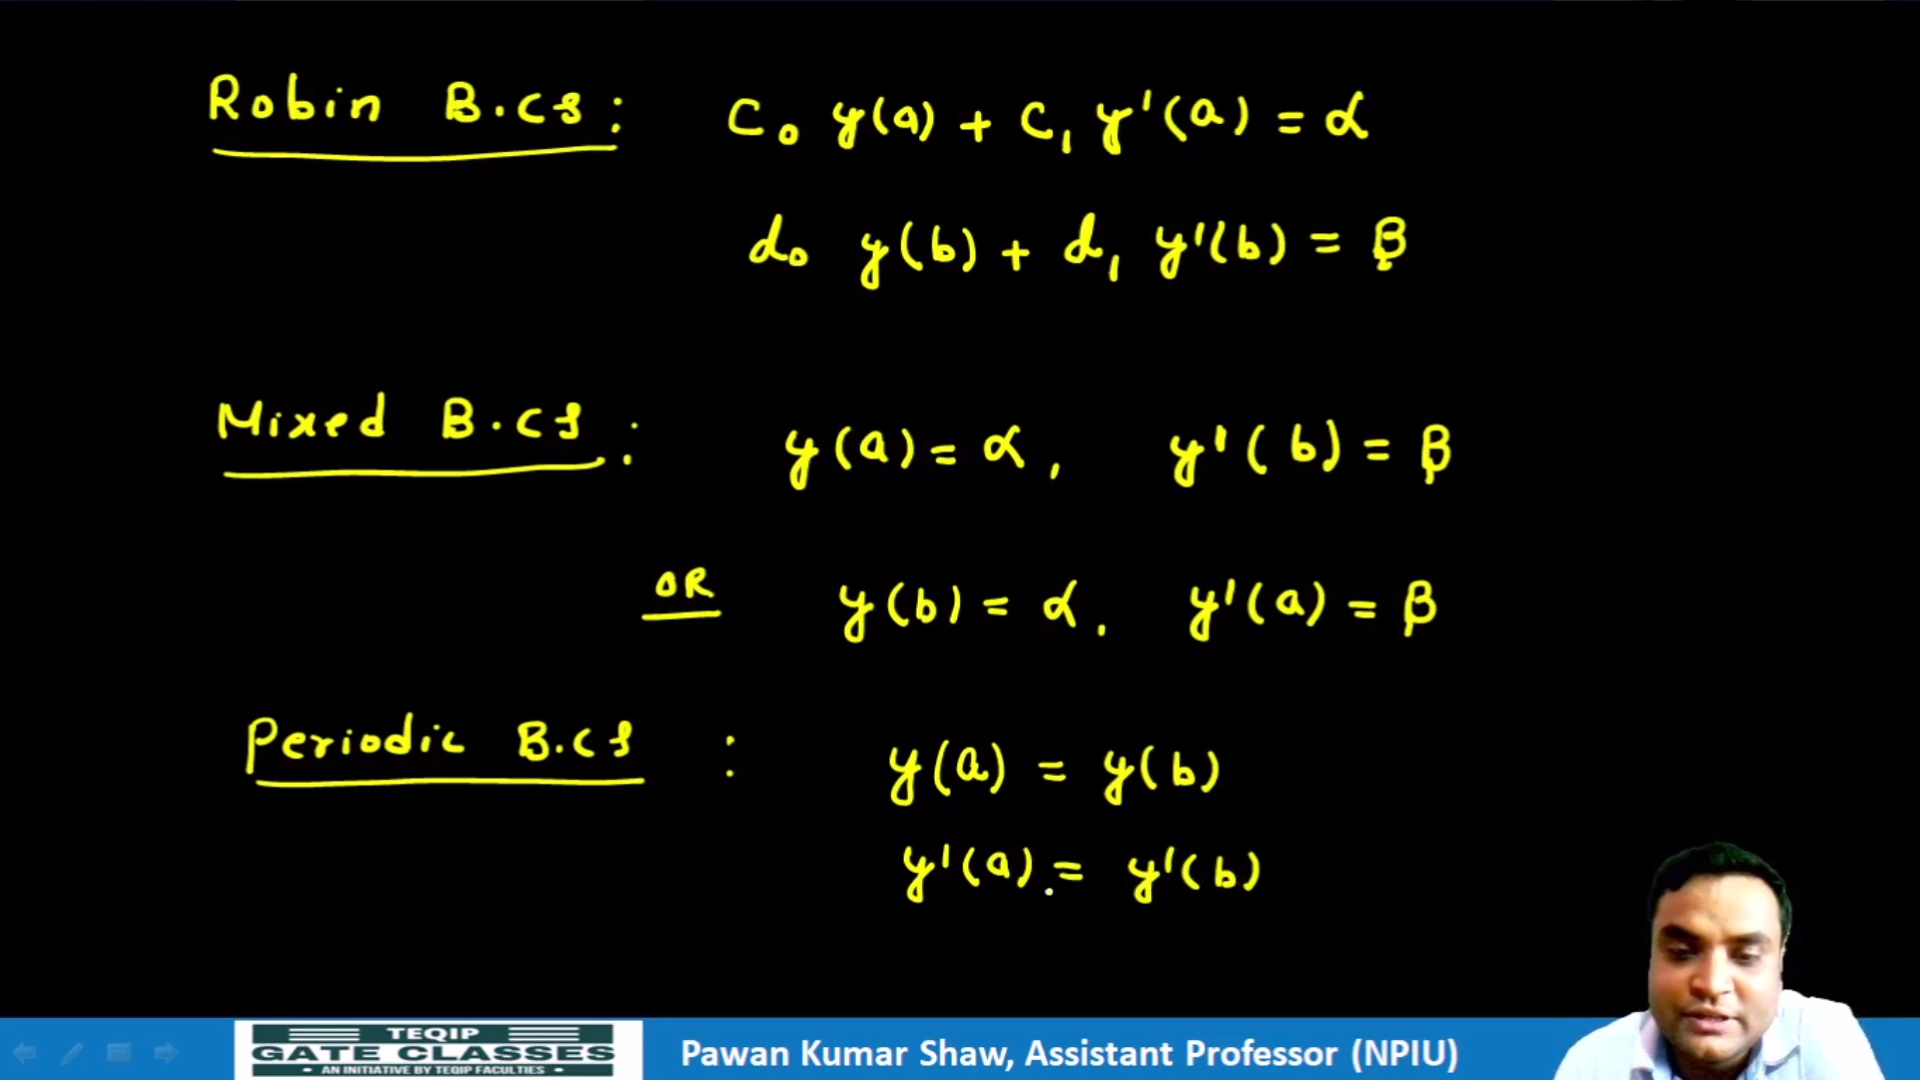 Robin B.Cs: C₀ y(a) + C₁ y'(a) = α
d₀ y(b) + d₁ y'(b) = β
Mixed B.Cs: y(a) = α, y'(b) = β
OR y(b) = α, y'(a) = β
Periodic B.Cs : y(a) = y(b)
y'(a) = y'(b)
TEQIP
GATE CLASSES
• AN INITIATIVE BY TEQIP FACULTIES •
Pawan Kumar Shaw, Assistant Professor (NPIU)